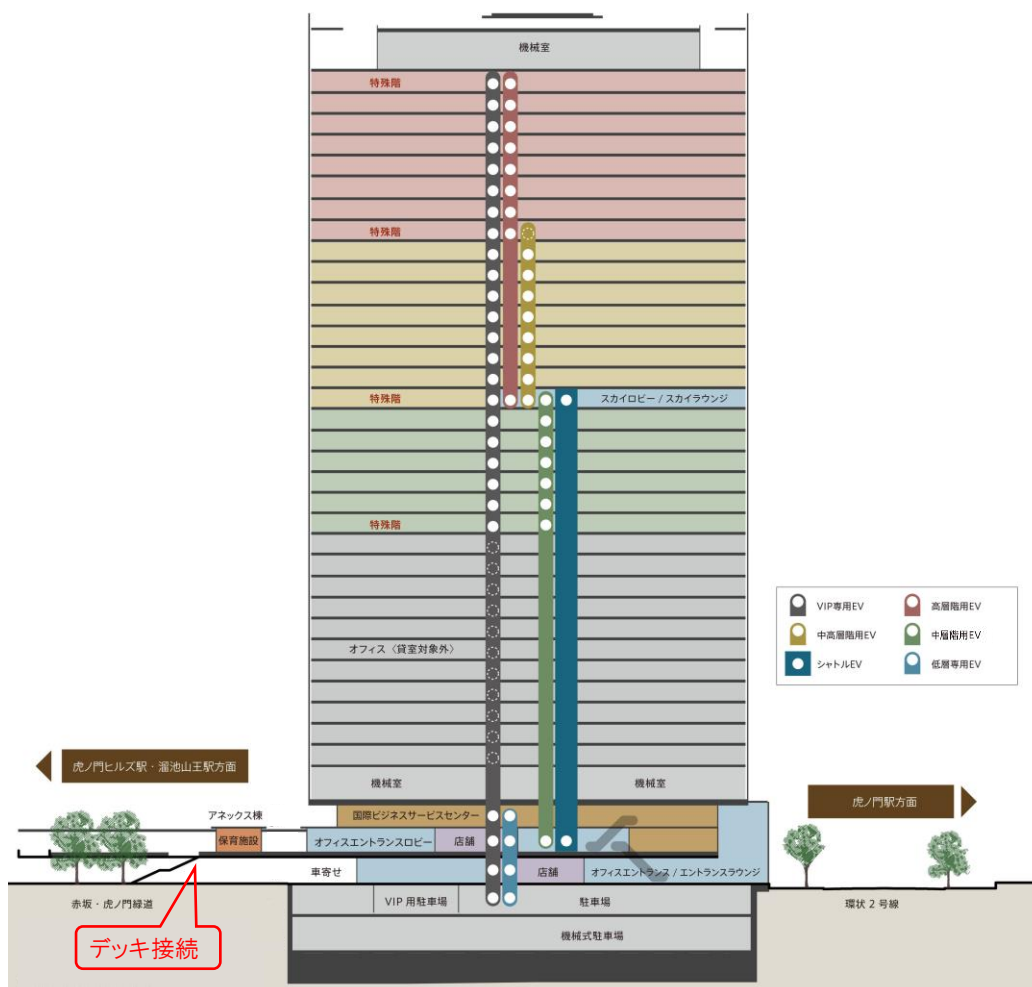 機械室
特殊階
特殊階
特殊階
スカイロビー / スカイラウンジ
特殊階
オフィス〈貸室対象外〉
VIP専用EV
高層階用EV
中高層階用EV
中層階用EV
シャトルEV
低層専用EV
虎ノ門ヒルズ駅・溜池山王駅方面
機械室
機械室
虎ノ門駅方面
アネックス棟
国際ビジネスサービスセンター
保育施設
オフィスエントランスロビー
店舗
車寄せ
店舗
オフィスエントランス / エントランスラウンジ
赤坂・虎ノ門緑道
VIP 用駐車場
駐車場
環状 2 号線
デッキ接続
機械式駐車場